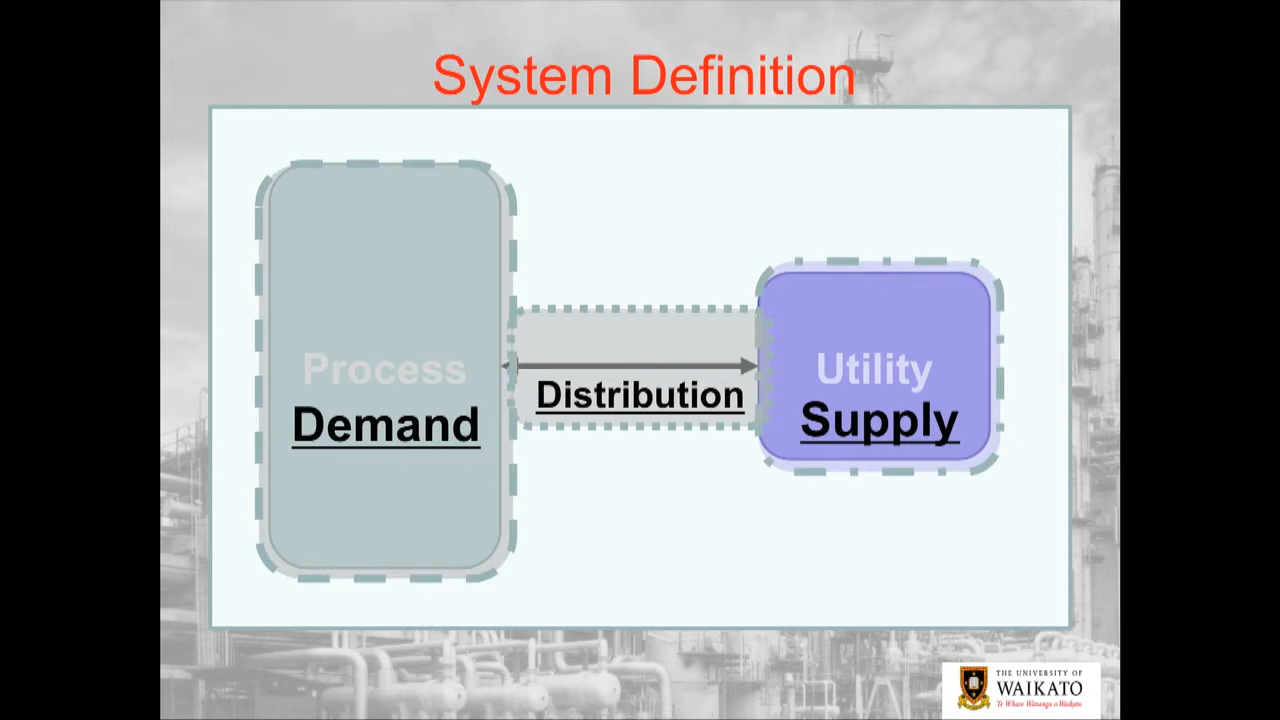 System Definition
Process
Demand
Distribution
Utility
Supply
THE UNIVERSITY OF
WAIKATO
Te Whare Wānanga o Waikato